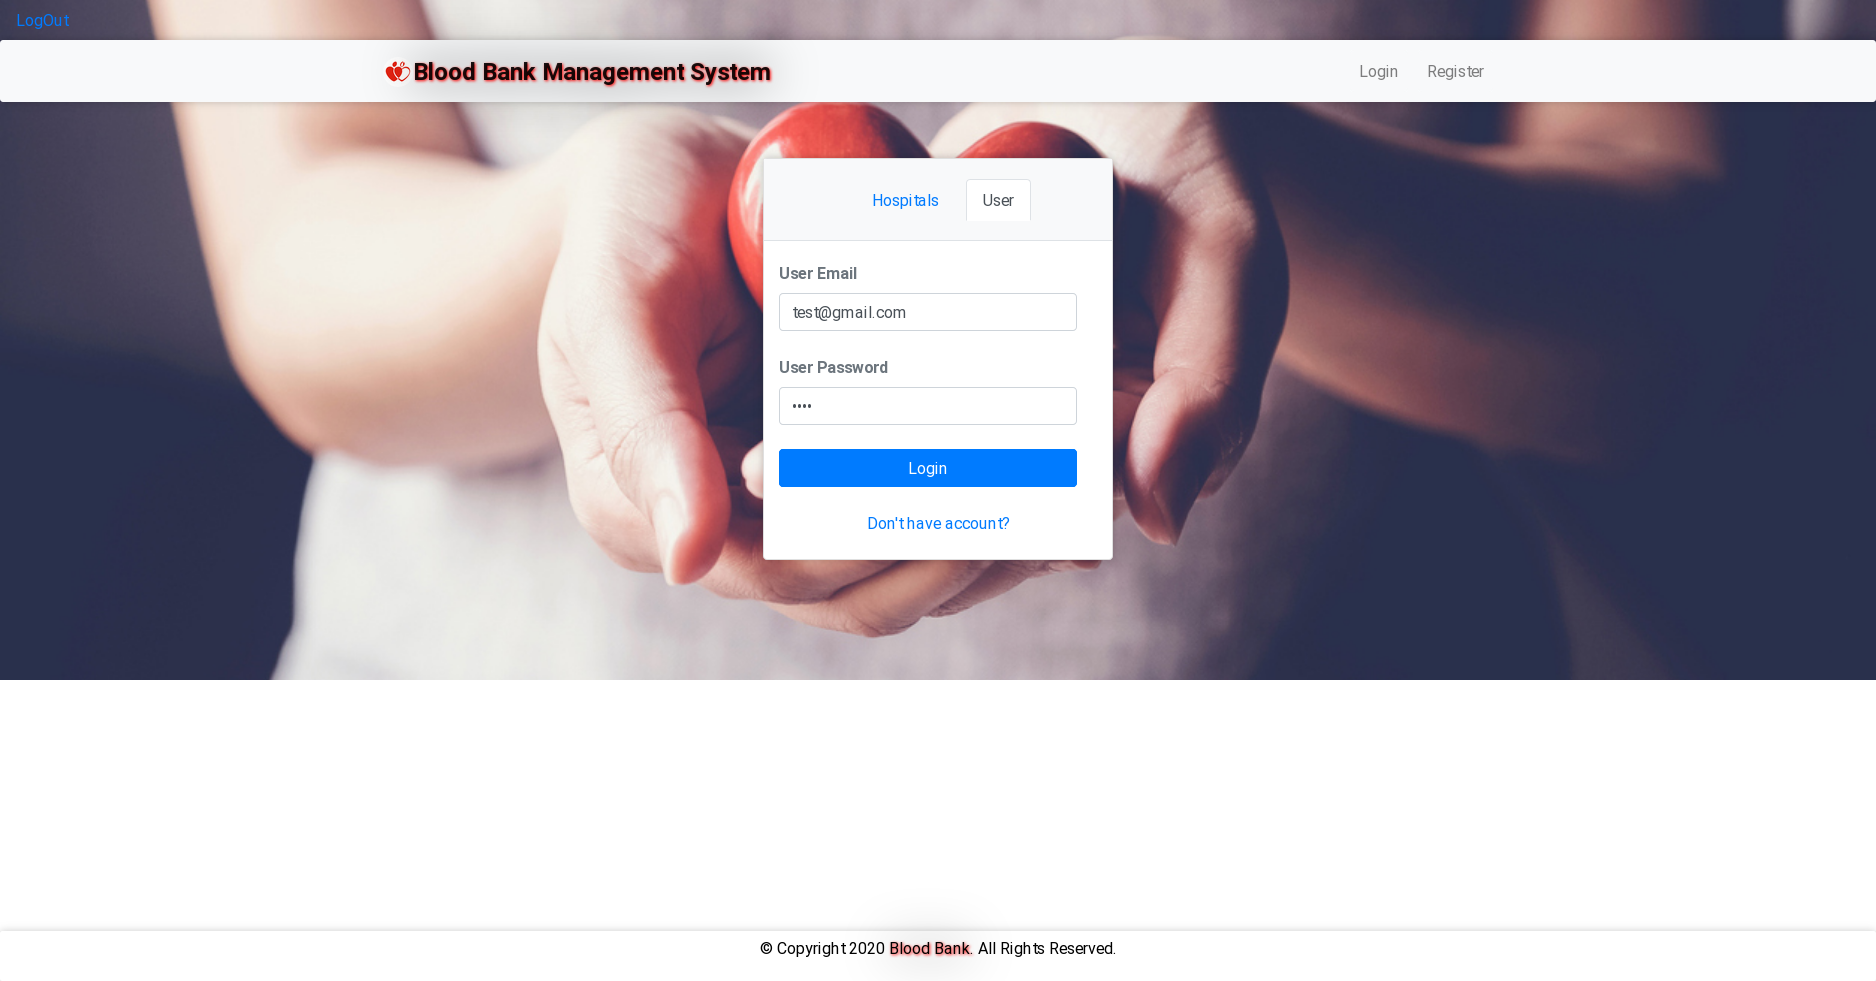 LogOut
Blood Bank Management System
Login Register
Hospitals User
User Email
test@gmail.com
User Password
••••
Login
Don't have account?
© Copyright 2020 Blood Bank. All Rights Reserved.